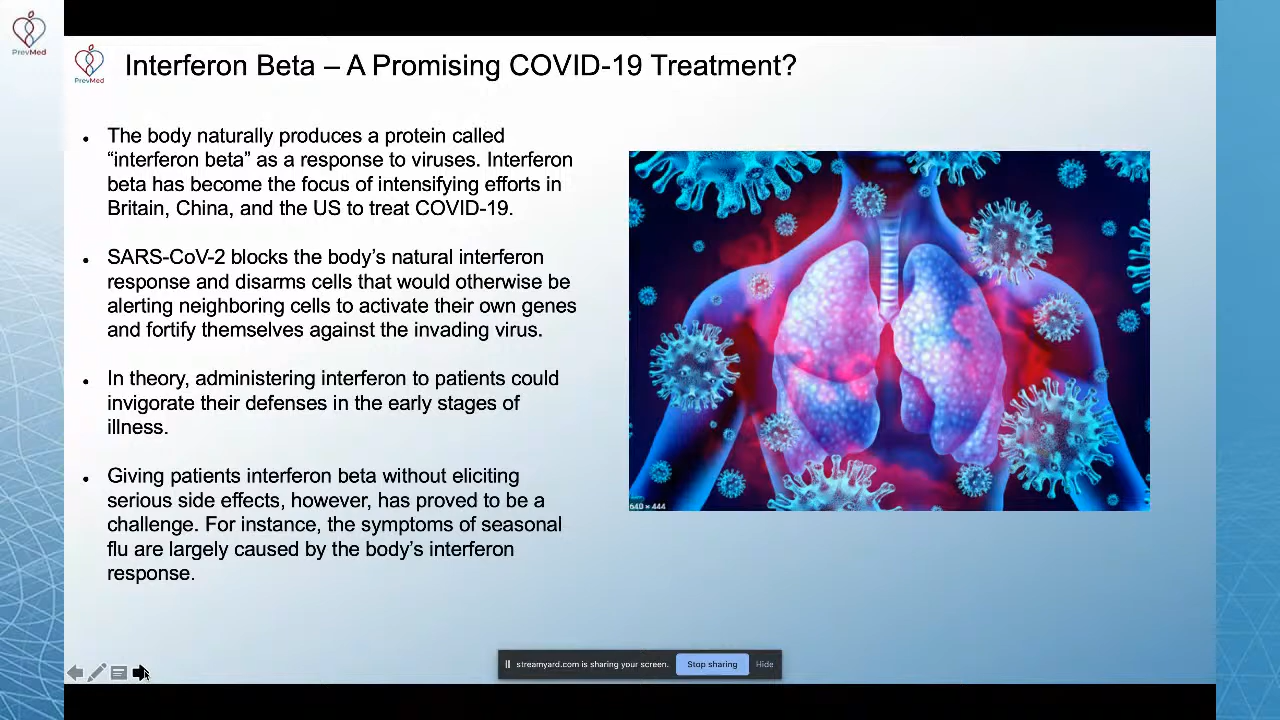 PrevMed
PrevMed
Interferon Beta – A Promising COVID-19 Treatment?
• The body naturally produces a protein called
“interferon beta” as a response to viruses. Interferon
beta has become the focus of intensifying efforts in
Britain, China, and the US to treat COVID-19.
• SARS-CoV-2 blocks the body’s natural interferon
response and disarms cells that would otherwise be
alerting neighboring cells to activate their own genes
and fortify themselves against the invading virus.
• In theory, administering interferon to patients could
invigorate their defenses in the early stages of
illness.
• Giving patients interferon beta without eliciting
serious side effects, however, has proved to be a
challenge. For instance, the symptoms of seasonal
flu are largely caused by the body’s interferon
response.
640 × 444
streamyard.com is sharing your screen.
Stop sharing
Hide